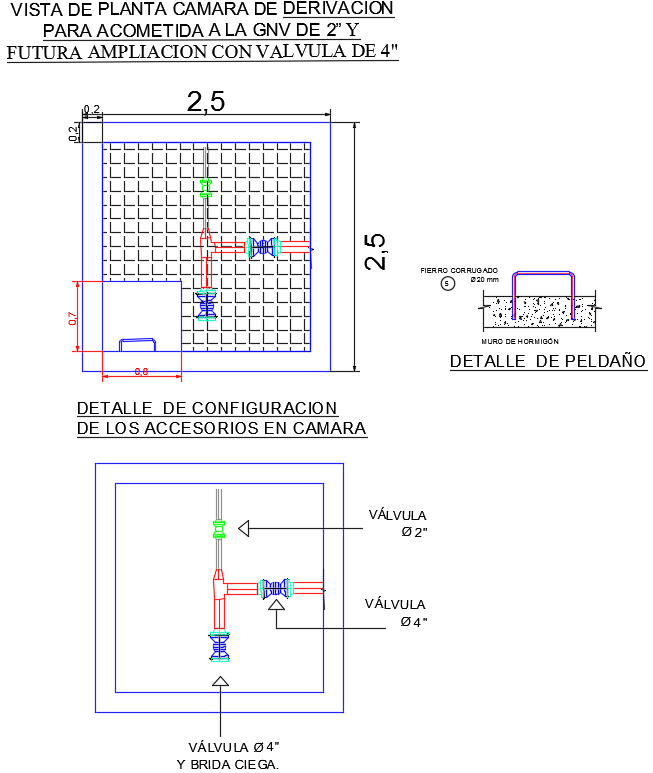 VISTA DE PLANTA CAMARA DE DERIVACION
PARA ACOMETIDA A LA GNV DE 2” Y
FUTURA AMPLIACION CON VALVULA DE 4"
2,5
0,2
0,2
2,5
0,7
0,8
FIERRO CORRUGADO
5
Ø20 mm
MURO DE HORMIGÓN
DETALLE DE PELDAÑO
DETALLE DE CONFIGURACION
DE LOS ACCESORIOS EN CAMARA
VÁLVULA
Ø 2"
VÁLVULA
Ø 4"
VÁLVULA Ø 4"
Y BRIDA CIEGA.